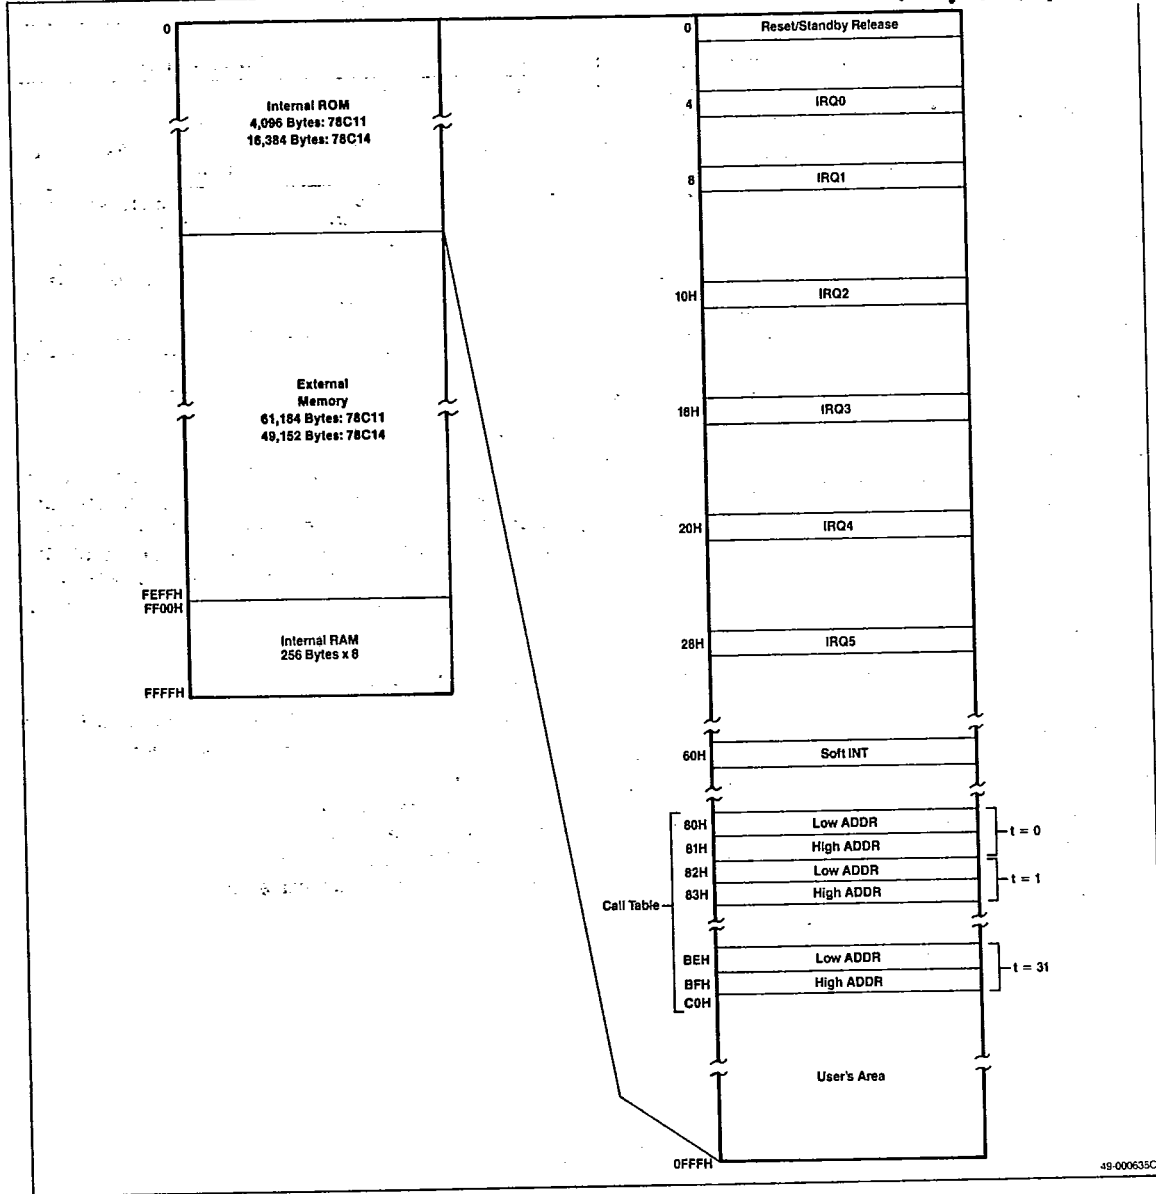 0
Internal ROM
4,096 Bytes: 78C11
16,384 Bytes: 78C14
External
Memory
61,184 Bytes: 78C11
49,152 Bytes: 78C14
FEFFH
FF00H
Internal RAM
256 Bytes x 8
FFFFH
0
Reset/Standby Release
4
IRQ0
8
IRQ1
10H
IRQ2
18H
IRQ3
20H
IRQ4
28H
IRQ5
60H
Soft INT
Call Table
80H
Low ADDR
81H
High ADDR
t = 0
82H
Low ADDR
83H
High ADDR
t = 1
BEH
Low ADDR
BFH
High ADDR
t = 31
C0H
User's Area
0FFFH
49-000635C